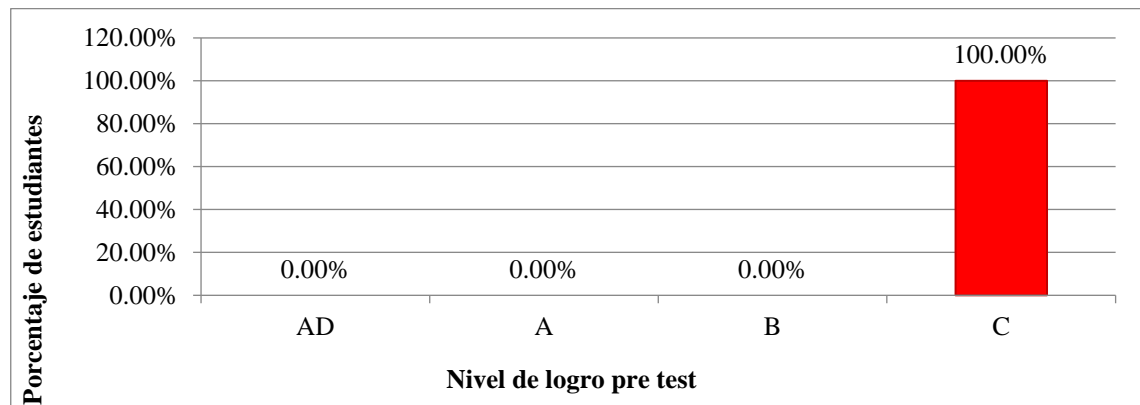 120.00%
100.00%
80.00%
60.00%
40.00%
20.00%
0.00%
Porcentaje de estudiantes
0.00%
0.00%
0.00%
100.00%
AD
A
B
C
Nivel de logro pre test